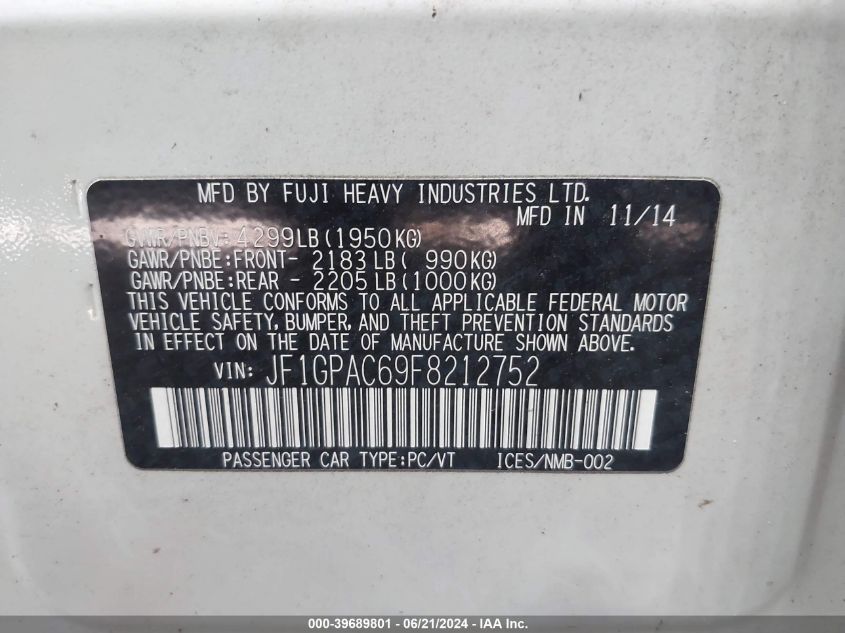 MFD BY FUJI HEAVY INDUSTRIES LTD.
MFD IN 11/14
GVWR/PNBV: 4299LB(1950KG)
GAWR/PNBE:FRONT- 2183LB( 990KG)
GAWR/PNBE:REAR - 2205LB(1000KG)
THIS VEHICLE CONFORMS TO ALL APPLICABLE FEDERAL MOTOR
VEHICLE SAFETY, BUMPER, AND THEFT PREVENTION STANDARDS
IN EFFECT ON THE DATE OF MANUFACTURE SHOWN ABOVE.
VIN: JF1GPAC69F8212752
PASSENGER CAR TYPE:PC/VT ICES/NMB-002
000-39689801 - 06/21/2024 - IAA Inc.